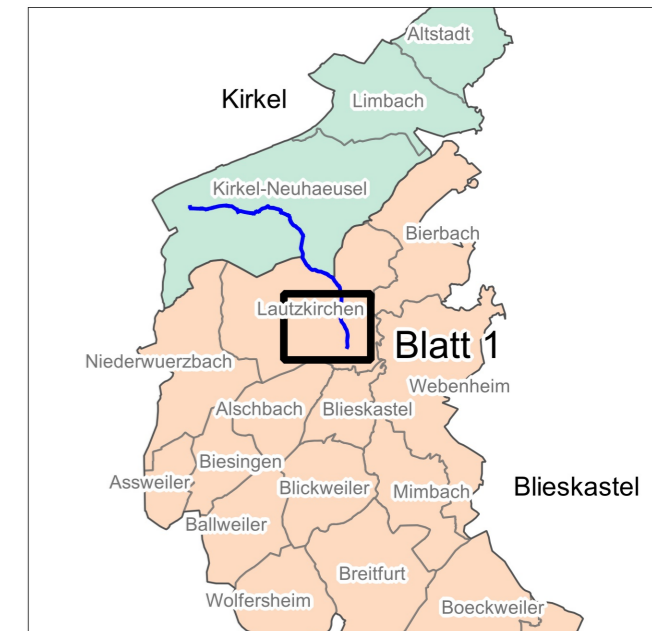 Altstadt
Kirkel
Limbach
Kirkel-Neuhaeusel
Bierbach
Lautzkirchen
Blatt 1
Niederwuerzbach
Webenheim
Alschbach
Blieskastel
Biesingen
Assweiler
Blickweiler
Mimbach
Blieskastel
Ballweiler
Breitfurt
Wolfersheim
Boeckweiler